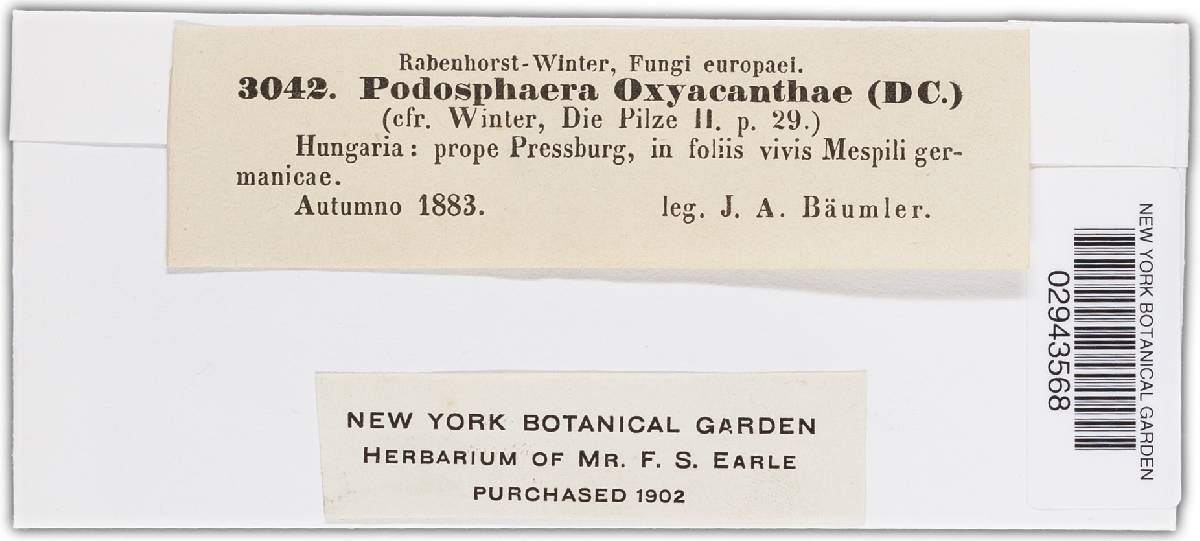 Rabenhorst-Winter, Fungi europaei.
3042. Podosphaera Oxyacanthae (DC.)
(cfr. Winter, Die Pilze II. p. 29.)
Hungaria: prope Pressburg, in foliis vivis Mespili ger-
manicae.
Autumno 1883. leg. J. A. Bäumler.
NEW YORK BOTANICAL GARDEN
HERBARIUM OF MR. F. S. EARLE
PURCHASED 1902
NEW YORK BOTANICAL GARDEN
02943568